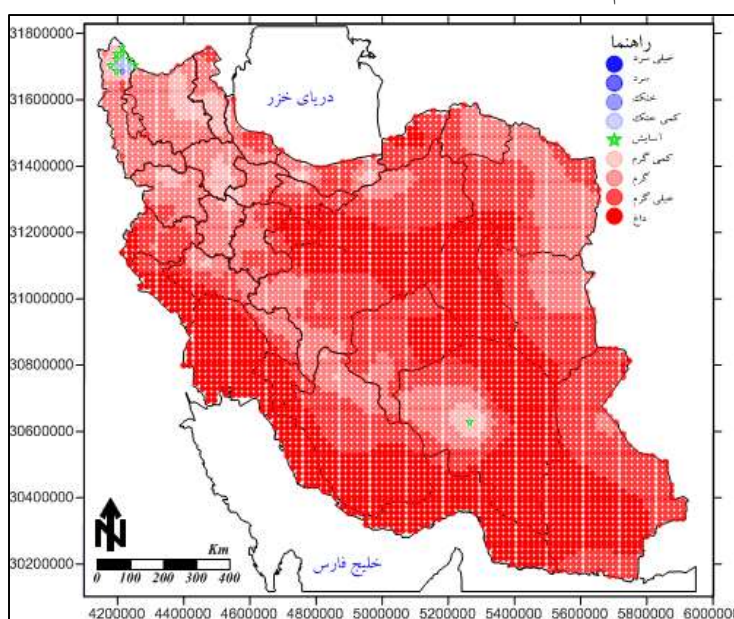 31800000
31600000
31400000
31200000
31000000
30800000
30600000
30400000
30200000
دریای خزر
راهنما
خیلی سرد
سرد
خنک
کمی خنک
آسایش
کمی گرم
گرم
خیلی گرم
داغ
خلیج فارس
N
Km
0 100 200 300 400
4200000 4400000 4600000 4800000 5000000 5200000 5400000 5600000 5800000